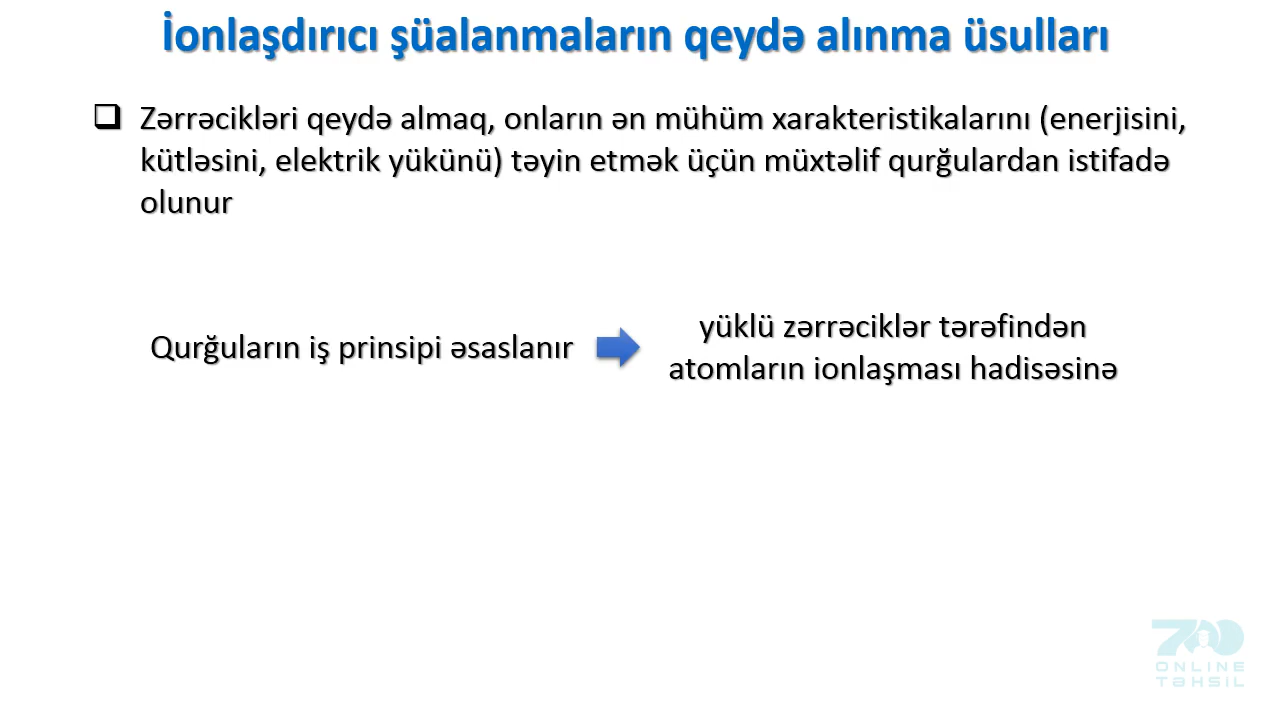 İonlaşdırıcı şüalanmaların qeydə alınma üsulları
Zərrəcikləri qeydə almaq, onların ən mühüm xarakteristikalarını (enerjisini,
kütləsini, elektrik yükünü) təyin etmək üçün müxtəlif qurğulardan istifadə
olunur
Qurğuların iş prinsipi əsaslanır
yüklü zərrəciklər tərəfindən
atomların ionlaşması hadisəsinə
700
ONLINE
TəHSIL